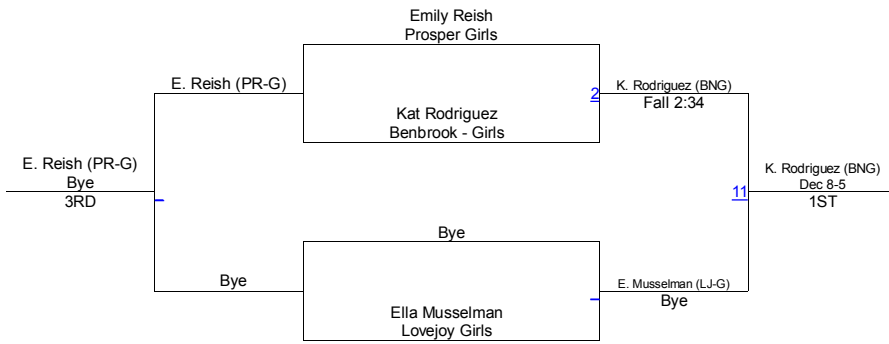 Emily Reish
Prosper Girls
E. Reish (PR-G)
2
K. Rodriguez (BNG)
Fall 2:34
Kat Rodriguez
Benbrook - Girls
E. Reish (PR-G)
Bye
3RD
11
K. Rodriguez (BNG)
Dec 8-5
1ST
Bye
Bye
E. Musselman (LJ-G)
Bye
Ella Musselman
Lovejoy Girls